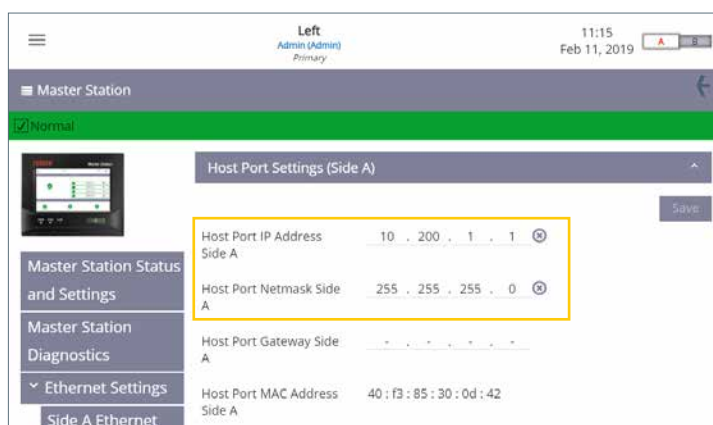 Left
Admin (Admin)
Primary
11:15
Feb 11, 2019
A B
Master Station
Normal
Host Port Settings (Side A)
Save
Host Port IP Address
Side A
10 . 200 . 1 . 1
Host Port Netmask Side
A
255 . 255 . 255 . 0
Host Port Gateway Side
A
- . - . - . -
Host Port MAC Address
Side A
40 : f3 : 85 : 30 : 0d : 42
Master Station Status
and Settings
Master Station
Diagnostics
Ethernet Settings
Side A Ethernet